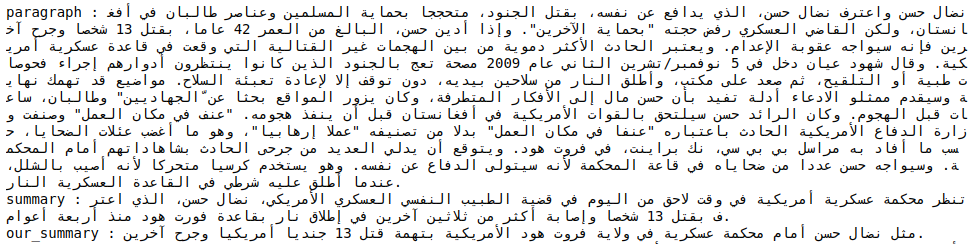 paragraph : نضال حسن واعترف نضال حسن، الذي يدافع عن نفسه، بقتل الجنود، متحججا بحماية المسلمين وعناصر طالبان في أفغ
انستان، ولكن القاضي العسكري رفض حجته "بحماية الآخرين". وإذا أدين حسن، البالغ من العمر 42 عاما، بقتل 13 شخصا وجرح آخ
رين فإنه سيواجه عقوبة الإعدام. ويعتبر الحادث الأكثر دموية من بين الهجمات غير القتالية التي وقعت في قاعدة عسكرية أمري
كية. وقال شهود عيان دخل في 5 نوفمبر/تشرين الثاني عام 2009 مصحة تعج بالجنود الذين كانوا ينتظرون أدوارهم إجراء فحوصا
ت طبية أو التلقيح، ثم صعد على مكتب، وأطلق النار من سلاحين بيديه، دون توقف إلا لإعادة تعبئة السلاح. مواضيع قد تهمك نهاي
ة وسيقدم ممثلو الادعاء أدلة تفيد بأن حسن مال إلى الأفكار المتطرفة، وكان يزور المواقع بحثا عن "الجهاديين" وطالبان، ساع
ات قبل الهجوم. وكان الرائد حسن سيلتحق بالقوات الأمريكية في أفغانستان قبل أن ينفذ هجومه. "عنف في مكان العمل" وصنفت و
زارة الدفاع الأمريكية الحادث باعتباره "عنفا في مكان العمل" بدلا من تصنيفه "عملا إرهابيا"، وهو ما أغضب عئلات الضحايا، ح
سب ما أفاد به مراسل بي بي سي، نك براينت، في فروت هود. ويتوقع أن يدلي العديد من جرحى الحادث بشاهاداتهم أمام المحكم
ة. وسيواجه حسن عددا من ضحاياه في قاعة المحكمة لأنه سيتولى الدفاع عن نفسه. وهو يستخدم كرسيا متحركا لأنه أصيب بالشلل،
عندما أطلق عليه شرطي في القاعدة العسكرية النار.
summary : تنظر محكمة عسكرية أمريكية في وقت لاحق من اليوم في قضية الطبيب النفسي العسكري الأمريكي، نضال حسن، الذي اعتر
ف بقتل 13 شخصا وإصابة أكثر من ثلاثين آخرين في إطلاق نار بقاعدة فورت هود منذ أربعة أعوام.
our_summary : مثل نضال حسن أمام محكمة عسكرية في ولاية فروت هود الأمريكية بتهمة قتل 13 جنديا أمريكيا وجرح آخرين.